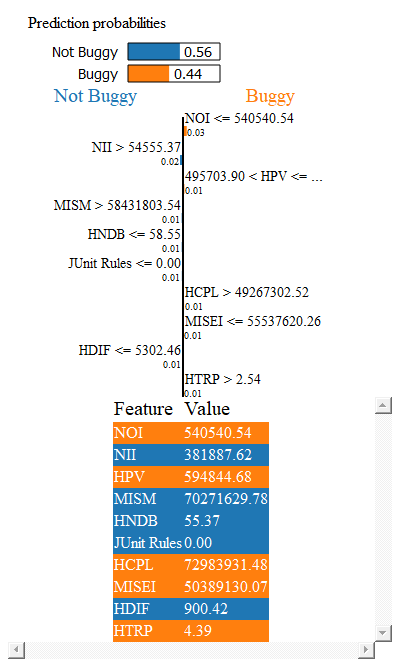 Prediction probabilities
Not Buggy 0.56
Buggy 0.44
Not Buggy Buggy
NOI <= 540540.54
0.03
NII > 54555.37
0.02
495703.90 < HPV <= ...
0.01
MISM > 58431803.54
0.01
HNDB <= 58.55
0.01
JUnit Rules <= 0.00
0.01
HCPL > 49267302.52
0.01
MISEI <= 55537620.26
0.01
HDIF <= 5302.46
0.01
HTRP > 2.54
0.01
Feature Value
NOI 540540.54
NII 381887.62
HPV 594844.68
MISM 70271629.78
HNDB 55.37
JUnit Rules 0.00
HCPL 72983931.48
MISEI 50389130.07
HDIF 900.42
HTRP 4.39